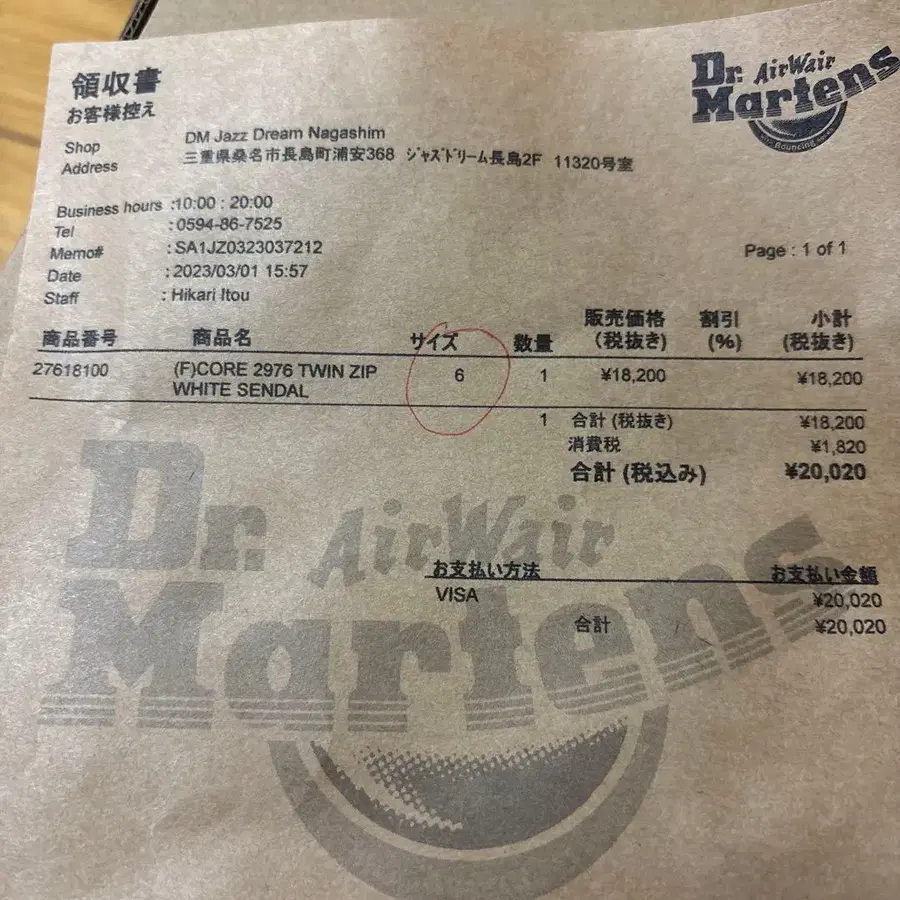 領収書
お客様控え
Dr. AirWair
Martens
Shop DM Jazz Dream Nagashim
Address 三重県桑名市長島町浦安368 ジャズドリーム長島2F 11320号室
Business hours :10:00 : 20:00
Tel :0594-86-7525
Memo# :SA1JZ0323037212
Page : 1 of 1
Date :2023/03/01 15:57
Staff : Hikari Itou
商品番号 商品名 サイズ 数量 販売価格 (税抜き) 割引 (%) 小計 (税抜き)
27618100 (F)CORE 2976 TWIN ZIP 6 1 ¥18,200 ¥18,200
WHITE SENDAL
1 合計 (税抜き) ¥18,200
消費税 ¥1,820
合計 (税込み) ¥20,020
Dr. AirWair
Martens
お支払い方法 お支払い金額
VISA ¥20,020
合計 ¥20,020